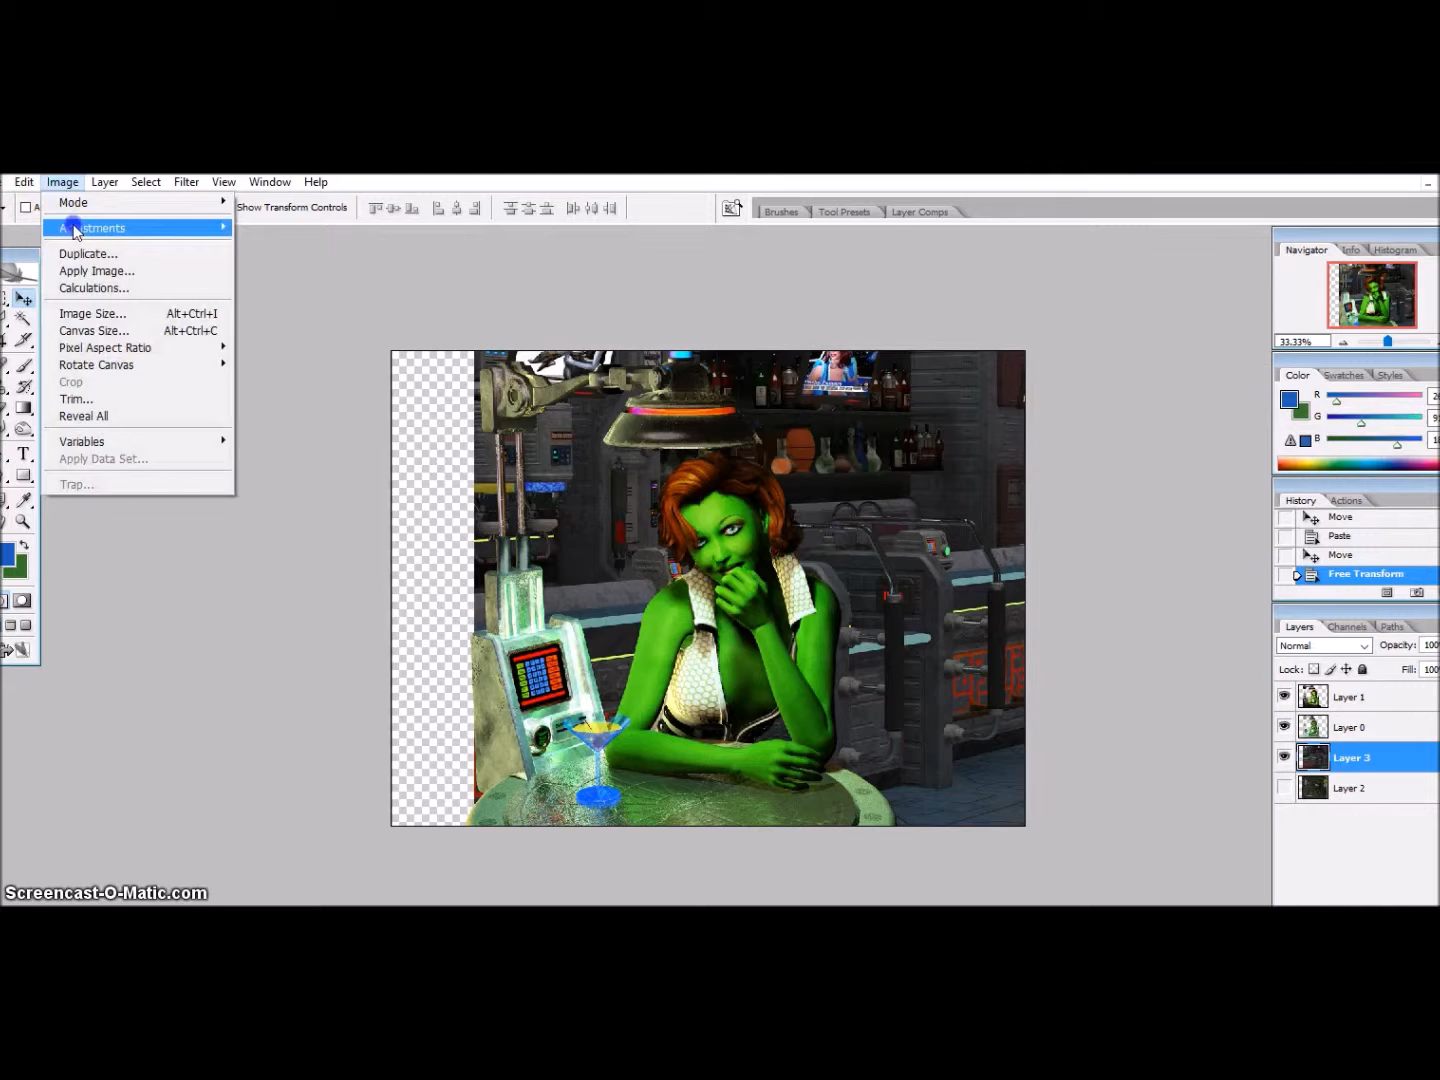 Edit Image Layer Select Filter View Window Help
Show Transform Controls
Brushes Tool Presets Layer Comps
Mode
Adjustments
Duplicate...
Apply Image...
Calculations...
Image Size... Alt+Ctrl+I
Canvas Size... Alt+Ctrl+C
Pixel Aspect Ratio
Rotate Canvas
Crop
Trim...
Reveal All
Variables
Apply Data Set...
Trap...
Navigator Info Histogram
33.33%
Color Swatches Styles
R
G
B
History Actions
Move
Paste
Move
Free Transform
Layers Channels Paths
Normal Opacity: 100
Lock: Fill: 100
Layer 1
Layer 0
Layer 3
Layer 2
Screencast-O-Matic.com